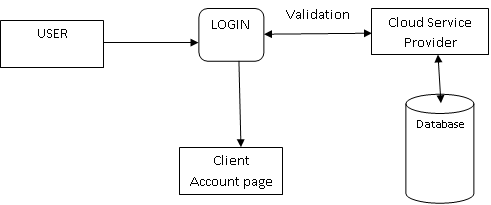 USER
LOGIN
Validation
Cloud Service
Provider
Database
Client
Account page